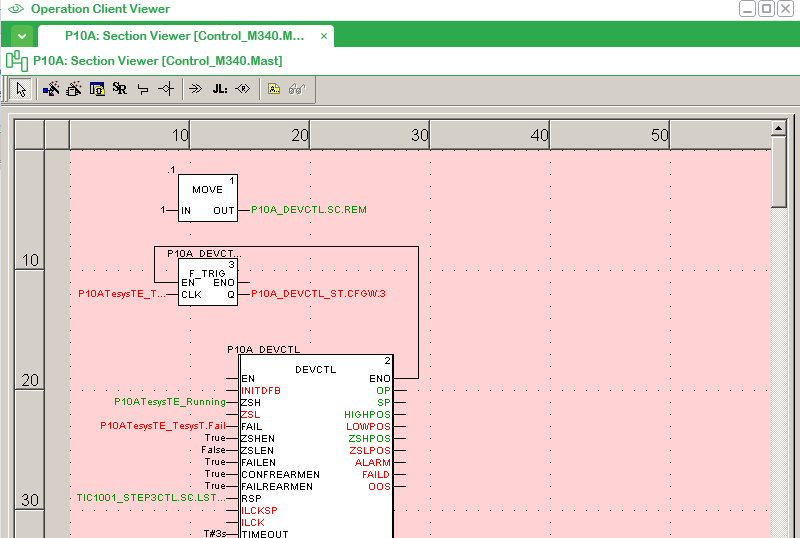 Operation Client Viewer
P10A: Section Viewer [Control_M340.M...
P10A: Section Viewer [Control_M340.Mast]
SR JL:
10 20 30 40 50
.1
MOVE 1
1 IN OUT P10A_DEVCTL.SC.REM
10
P10A_DEVCT...
F_TRIG 3
EN ENO
P10ATesysTE_T... CLK Q P10A_DEVCTL_ST.CFGW.3
P10A_DEVCTL
DEVCTL 2
20 EN ENO
INITDFB OP
P10ATesysTE_Running ZSH SP
ZSL HIGHPOS
P10ATesysTE_TesysT.Fail FAIL LOWPOS
True ZSHEN ZSHPOS
False ZSLEN ZSLPOS
True FAILEN ALARM
True CONFREARMEN FAILD
True FAILREARMEN OOS
30 TIC1001_STEP3CTL.SC.LST... RSP
ILCKSP
ILCK
T#3s TIMEOUT